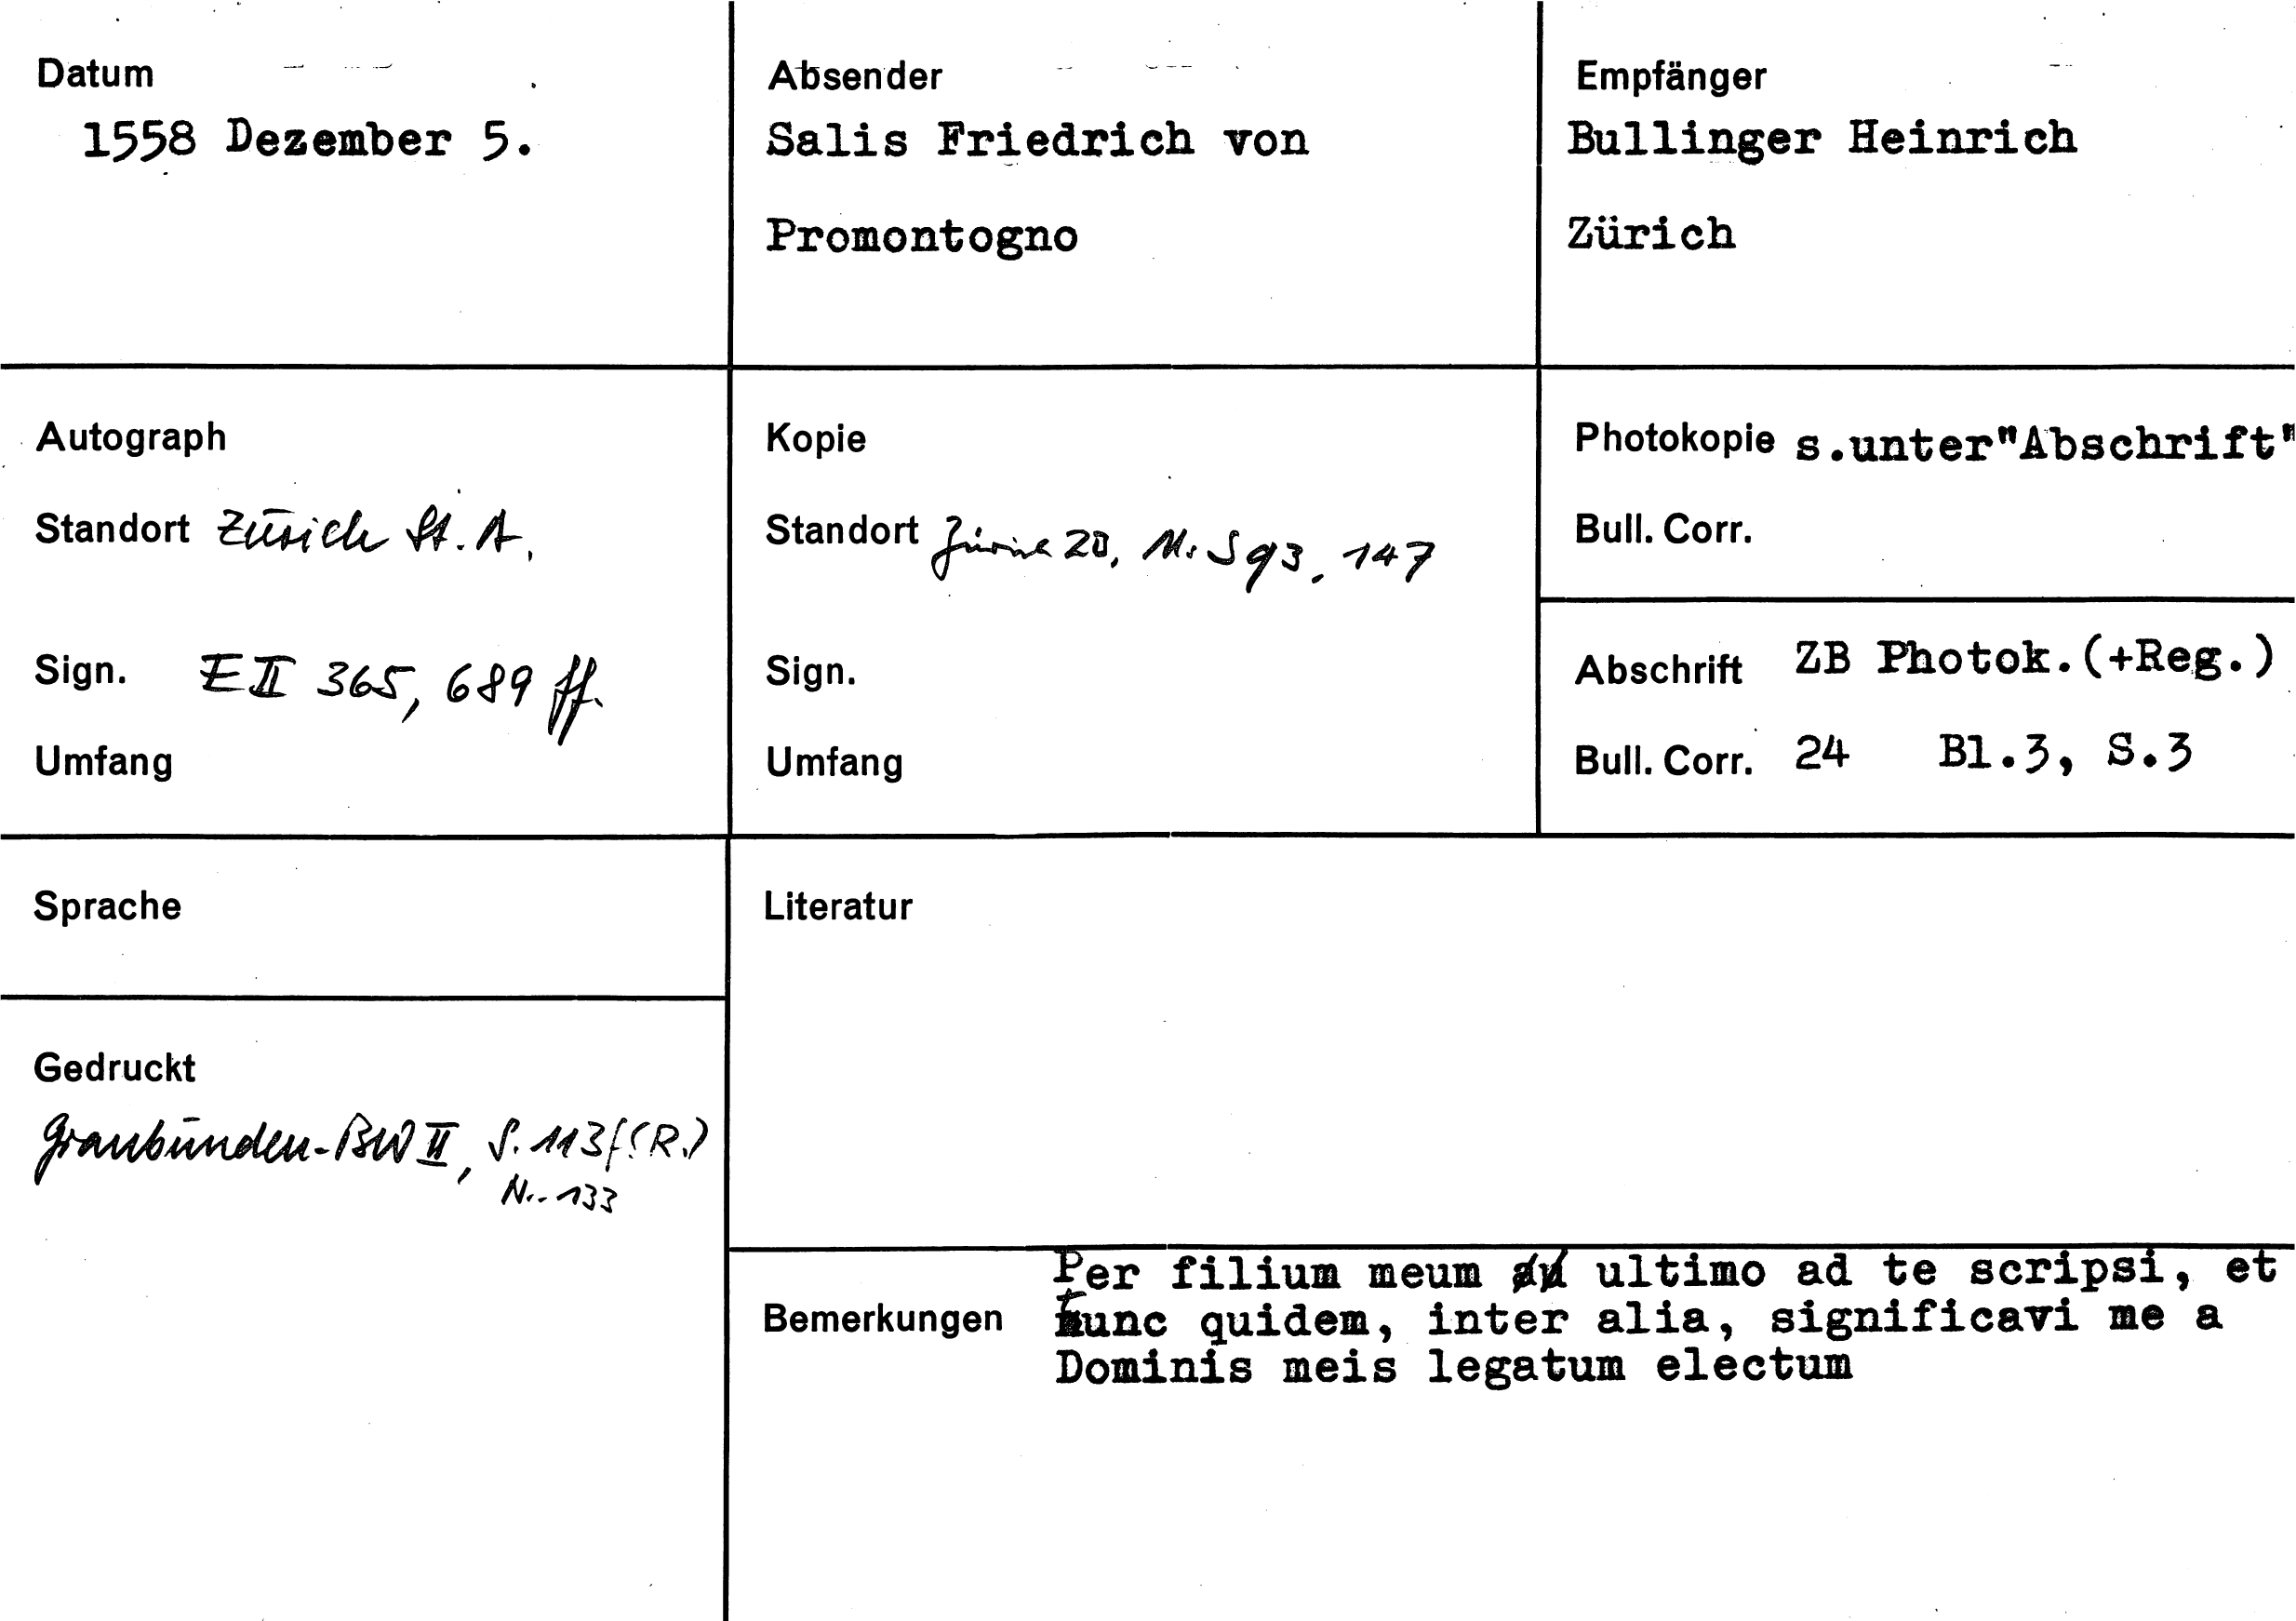 Datum
1558 Dezember 5.
Absender
Salis Friedrich von
Promontogno
Empfänger
Bullinger Heinrich
Zürich
Autograph
Standort Zürich St. A.
Sign. E II 365, 689 ff.
Umfang
Kopie
Standort Zürich ZB, Ms S 93, 147
Sign.
Umfang
Photokopie s.unter"Abschrift"
Bull. Corr.
Abschrift ZB Photok.(+Reg.)
Bull. Corr. 24 Bl.3, S.3
Sprache
Literatur
Gedruckt
Graubünden-BW II, S. 113f (R.)
Nr. 133
Bemerkungen
Per filium meum ultimo ad te scripsi, et
tunc quidem, inter alia, significavi me a
Dominis meis legatum electum